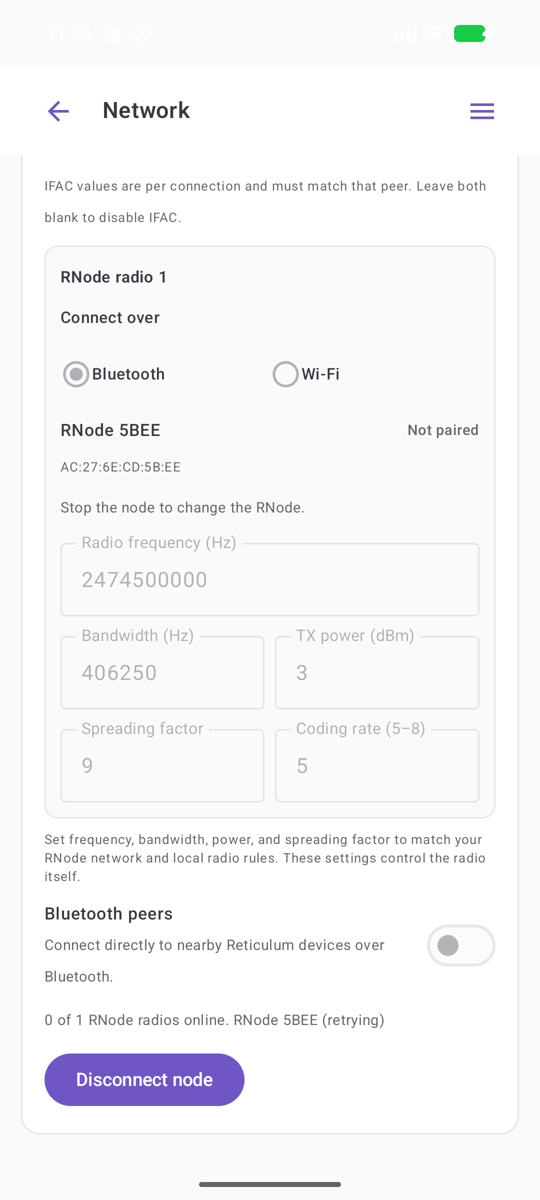 11:26
Network
IFAC values are per connection and must match that peer. Leave both
blank to disable IFAC.
RNode radio 1
Connect over
Bluetooth
Wi-Fi
RNode 5BEE
Not paired
AC:27:6E:CD:5B:EE
Stop the node to change the RNode.
Radio frequency (Hz)
2474500000
Bandwidth (Hz)
TX power (dBm)
406250
3
Spreading factor
Coding rate (5–8)
9
5
Set frequency, bandwidth, power, and spreading factor to match your
RNode network and local radio rules. These settings control the radio
itself.
Bluetooth peers
Connect directly to nearby Reticulum devices over
Bluetooth.
0 of 1 RNode radios online. RNode 5BEE (retrying)
Disconnect node